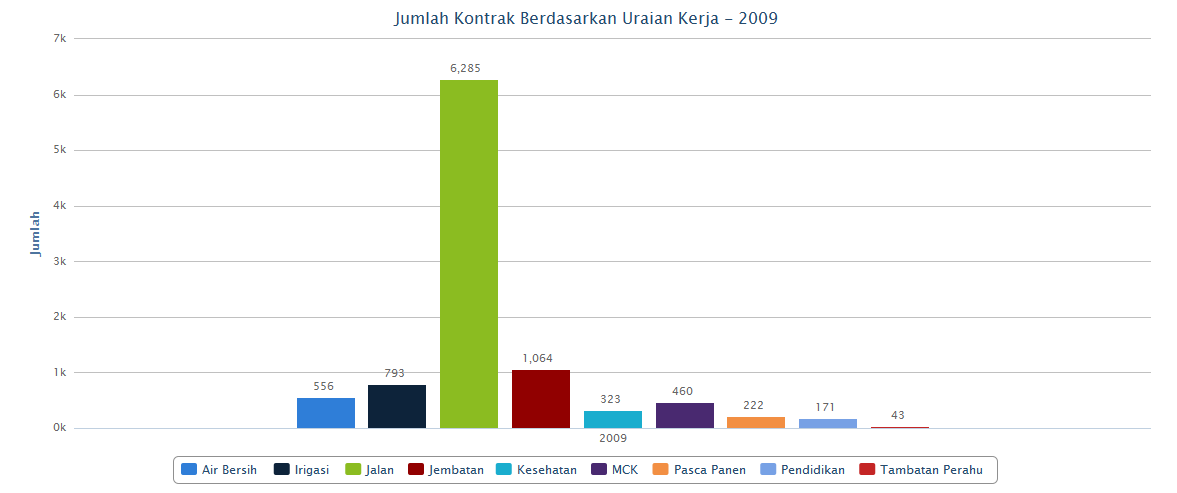 Jumlah Kontrak Berdasarkan Uraian Kerja - 2009
7k
6,285
6k
5k
4k
Jumlah
3k
2k
1,064
1k
793
556
460
323
222
171
43
0k
2009
Air Bersih Irigasi Jalan Jembatan Kesehatan MCK Pasca Panen Pendidikan Tambatan Perahu